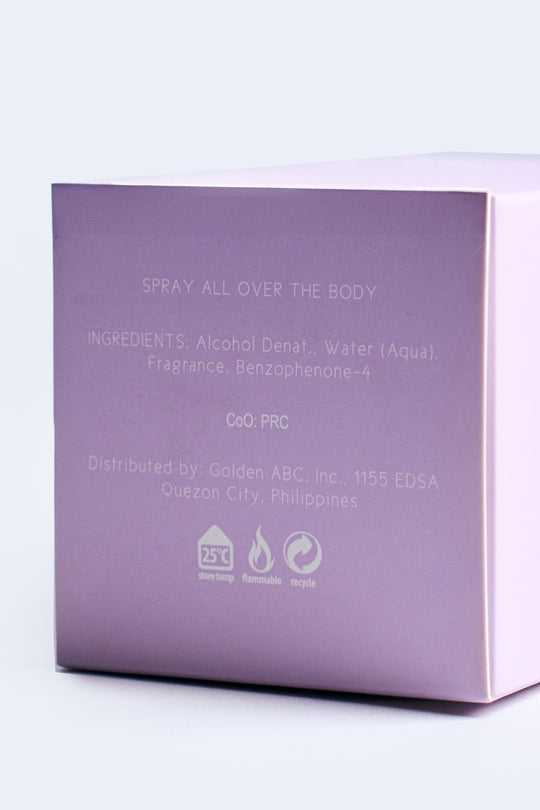 SPRAY ALL OVER THE BODY
INGREDIENTS: Alcohol Denat., Water (Aqua),
Fragrance, Benzophenone-4
CoO: PRC
Distributed by: Golden ABC, Inc., 1155 EDSA
Quezon City, Philippines
25°C
store temp flammable recycle